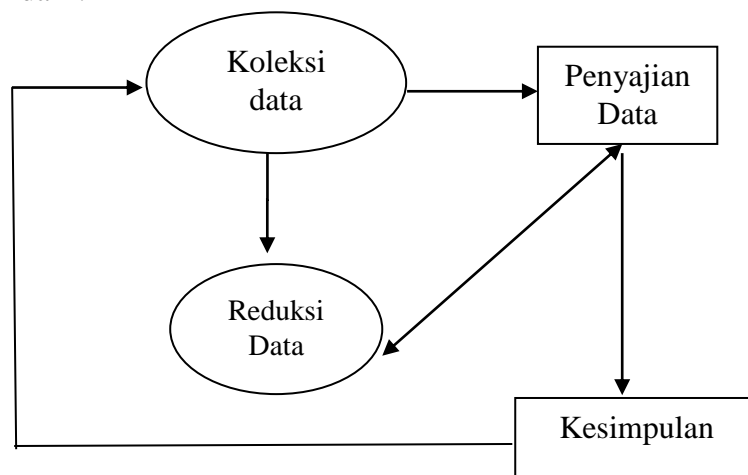 Koleksi
data
Penyajian
Data
Reduksi
Data
Kesimpulan